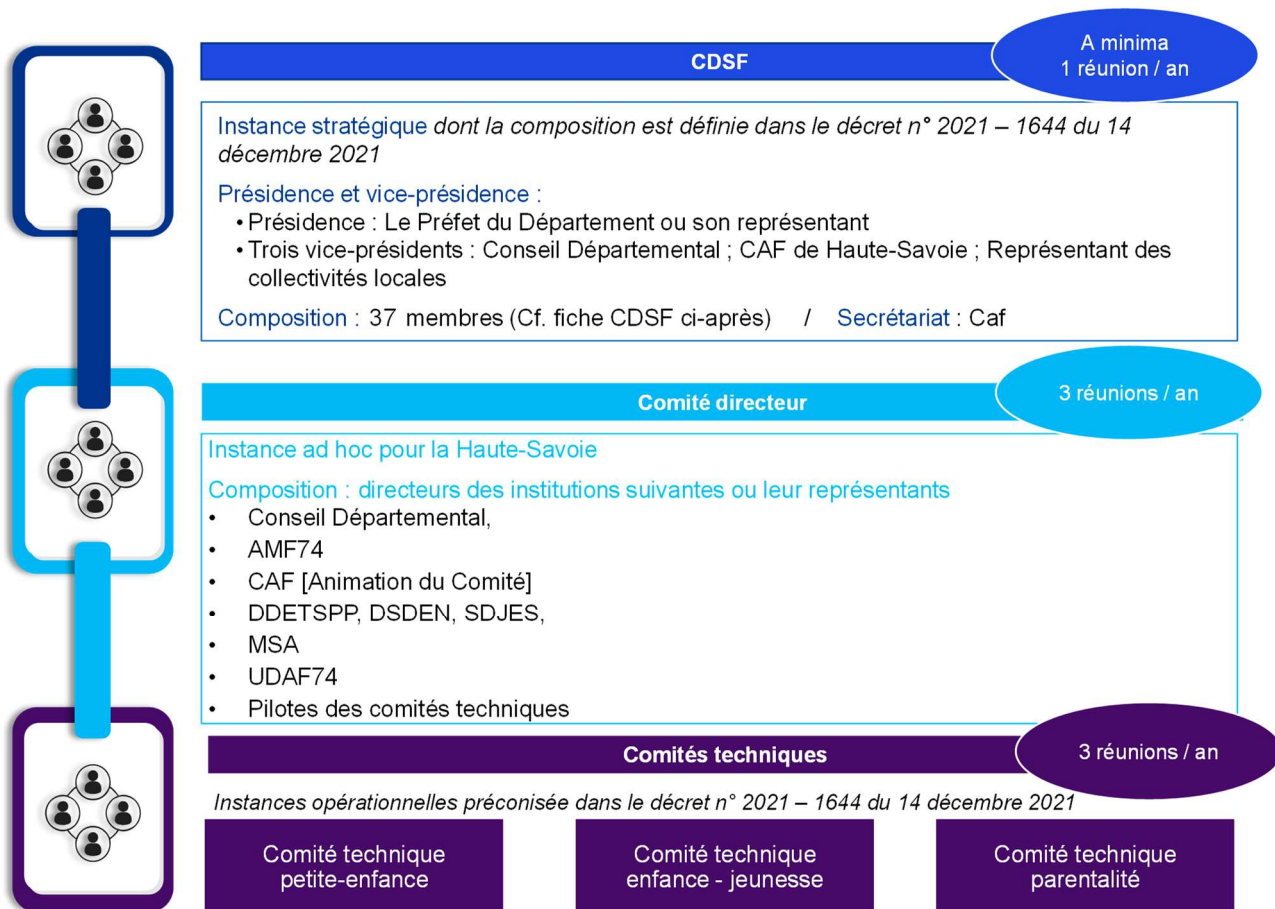 CDSF
A minima
1 réunion / an
Instance stratégique dont la composition est définie dans le décret n° 2021 – 1644 du 14
décembre 2021
Présidence et vice-présidence :
• Présidence : Le Préfet du Département ou son représentant
• Trois vice-présidents : Conseil Départemental ; CAF de Haute-Savoie ; Représentant des
collectivités locales
Composition : 37 membres (Cf. fiche CDSF ci-après) / Secrétariat : Caf
Comité directeur
3 réunions / an
Instance ad hoc pour la Haute-Savoie
Composition : directeurs des institutions suivantes ou leur représentants
• Conseil Départemental,
• AMF74
• CAF [Animation du Comité]
• DDETSPP, DSDEN, SDJES,
• MSA
• UDAF74
• Pilotes des comités techniques
Comités techniques
3 réunions / an
Instances opérationnelles préconisée dans le décret n° 2021 – 1644 du 14 décembre 2021
Comité technique
petite-enfance
Comité technique
enfance - jeunesse
Comité technique
parentalité